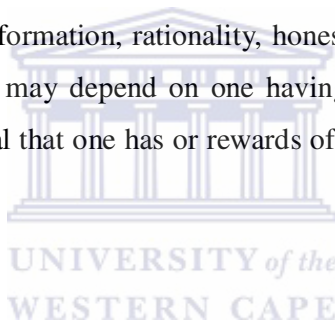 formation, rationality, hones
may depend on one having
al that one has or rewards of
UNIVERSITY of the
WESTERN CAPE